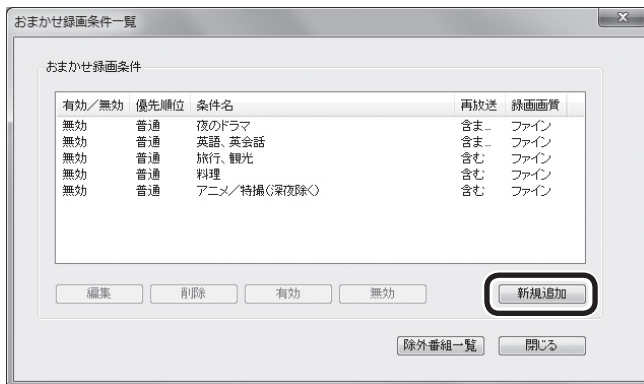 おまかせ録画条件一覧
x
おまかせ録画条件
有効／無効 優先順位 条件名 再放送 録画画質
無効 普通 夜のドラマ 含ま... ファイン
無効 普通 英語、英会話 含ま... ファイン
無効 普通 旅行、観光 含む ファイン
無効 普通 料理 含む ファイン
無効 普通 アニメ／特撮(深夜除く) 含む ファイン
編集 削除 有効 無効 新規追加
除外番組一覧 閉じる